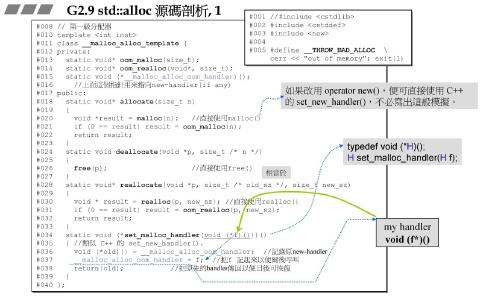 G2.9 std::alloc 源碼剖析, 1
#001 //#include <cstdlib>
#002 //#include <cstddef>
#003 #include <new>
#004
#005 #define __THROW_BAD_ALLOC \
cerr << "out of memory"; exit(1)
#008 // 第一級分配器
#010 template <int inst>
#011 class __malloc_alloc_template {
#012 private:
#013 static void* oom_malloc(size_t);
#014 static void* oom_realloc(void*, size_t);
#015 static void (*__malloc_alloc_oom_handler)();
#016 //上面這個指針用來指向new-handler(if any)
#017 public:
#018 static void* allocate(size_t n)
#019 {
#020 void *result = malloc(n); //直接使用malloc()
#021 if (0 == result) result = oom_malloc(n);
#022 return result;
#023 }
#024 static void deallocate(void *p, size_t /* n */)
#025 {
#026 free(p); //直接使用free()
#027 }
#028 static void* reallocate(void *p, size_t /* old_sz */, size_t new_sz)
#029 {
#030 void * result = realloc(p, new_sz); //直接使用realloc()
#031 if (0 == result) result = oom_realloc(p, new_sz);
#032 return result;
#033 }
#034 static void (*set_malloc_handler(void (*f)()))()
#035 { //類似 C++ 的 set_new_handler().
#036 void (*old)() = __malloc_alloc_oom_handler; //記錄原new-handler
#037 __malloc_alloc_oom_handler = f; //把f 記起來以便爾後呼叫
#038 return(old); //把原先的handler傳回以便日後可恢復
#039 }
#040 };
如果改用 operator new()，便可直接使用 C++
的 set_new_handler()，不必寫出這般模擬。
typedef void (*H)();
H set_malloc_handler(H f);
相當於
my handler
void (f*)()